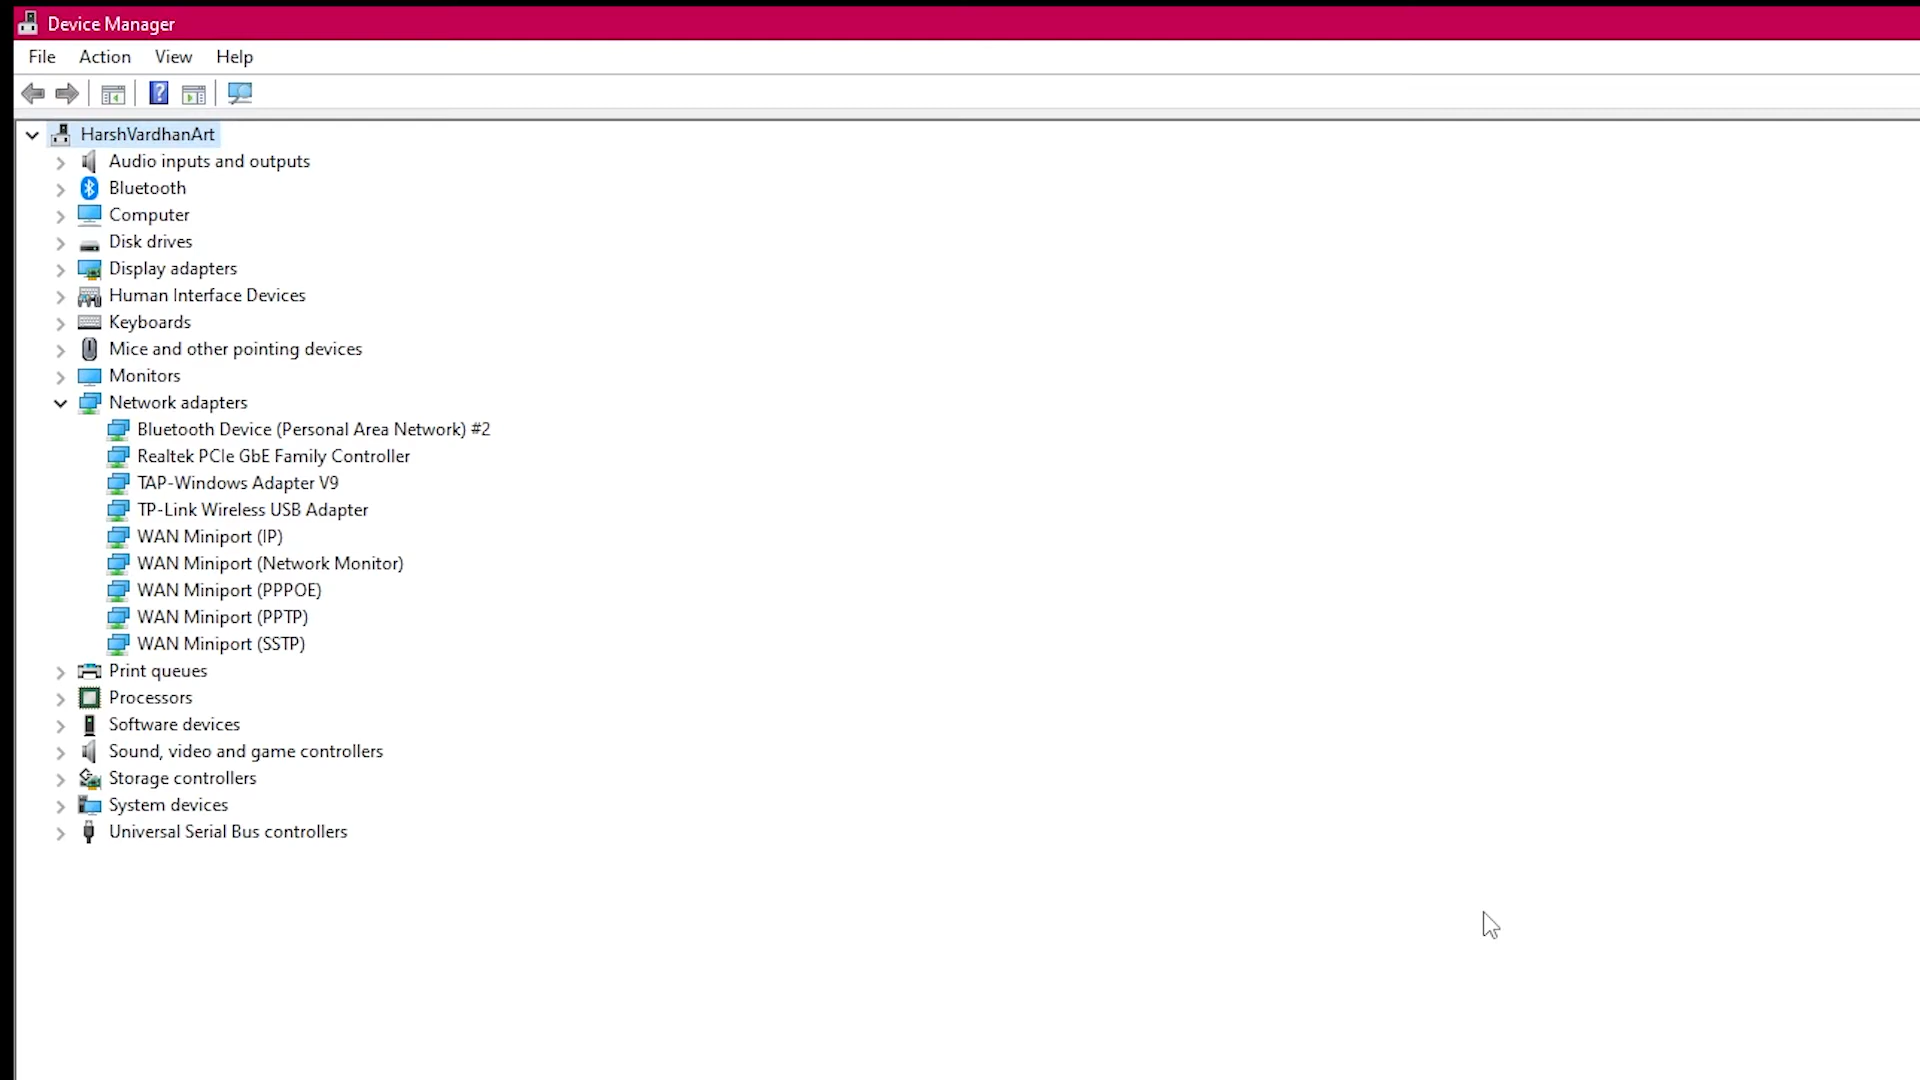 Device Manager
File Action View Help
HarshVardhanArt
Audio inputs and outputs
Bluetooth
Computer
Disk drives
Display adapters
Human Interface Devices
Keyboards
Mice and other pointing devices
Monitors
Network adapters
Bluetooth Device (Personal Area Network) #2
Realtek PCIe GbE Family Controller
TAP-Windows Adapter V9
TP-Link Wireless USB Adapter
WAN Miniport (IP)
WAN Miniport (Network Monitor)
WAN Miniport (PPPOE)
WAN Miniport (PPTP)
WAN Miniport (SSTP)
Print queues
Processors
Software devices
Sound, video and game controllers
Storage controllers
System devices
Universal Serial Bus controllers